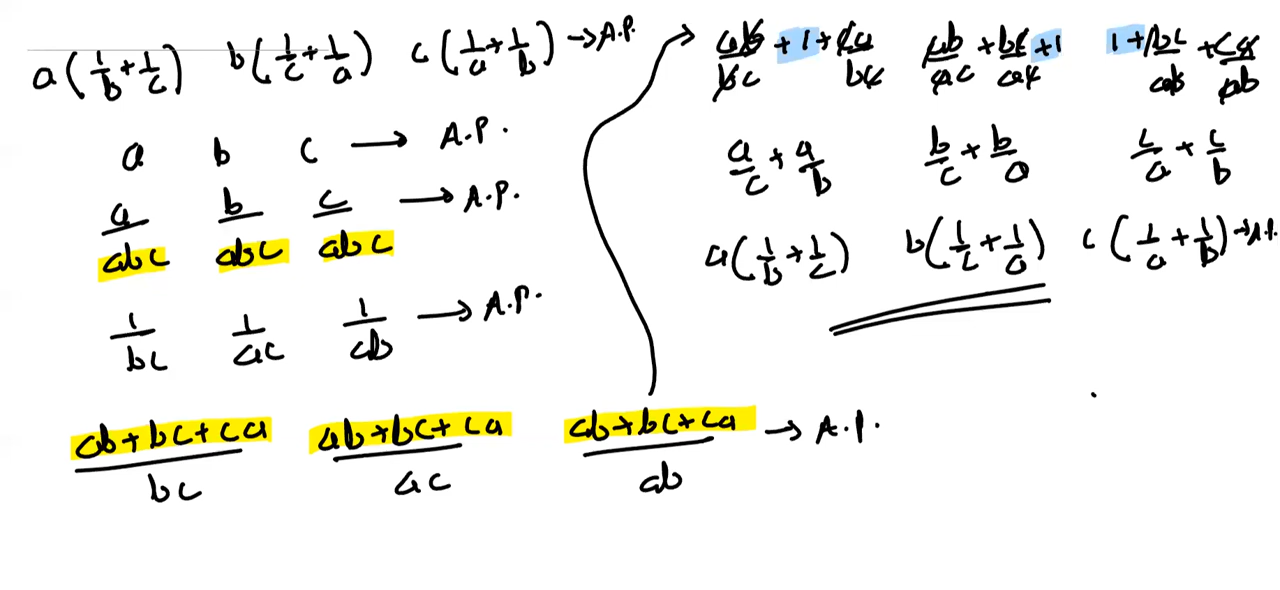 a(1/b + 1/c)   b(1/c + 1/a)   c(1/a + 1/b) → A.P.
a   b   c → A.P.
a/abc   b/abc   c/abc → A.P.
1/bc   1/ac   1/ab → A.P.
(ab+bc+ca)/bc   (ab+bc+ca)/ac   (ab+bc+ca)/ab → A.P.
→ ab/bc + 1 + ca/bc   ab/ac + bc/ac + 1   1 + bc/ab + ca/ab
a/c + a/b   b/c + b/a   c/a + c/b
a(1/b + 1/c)   b(1/c + 1/a)   c(1/a + 1/b) → A.P.